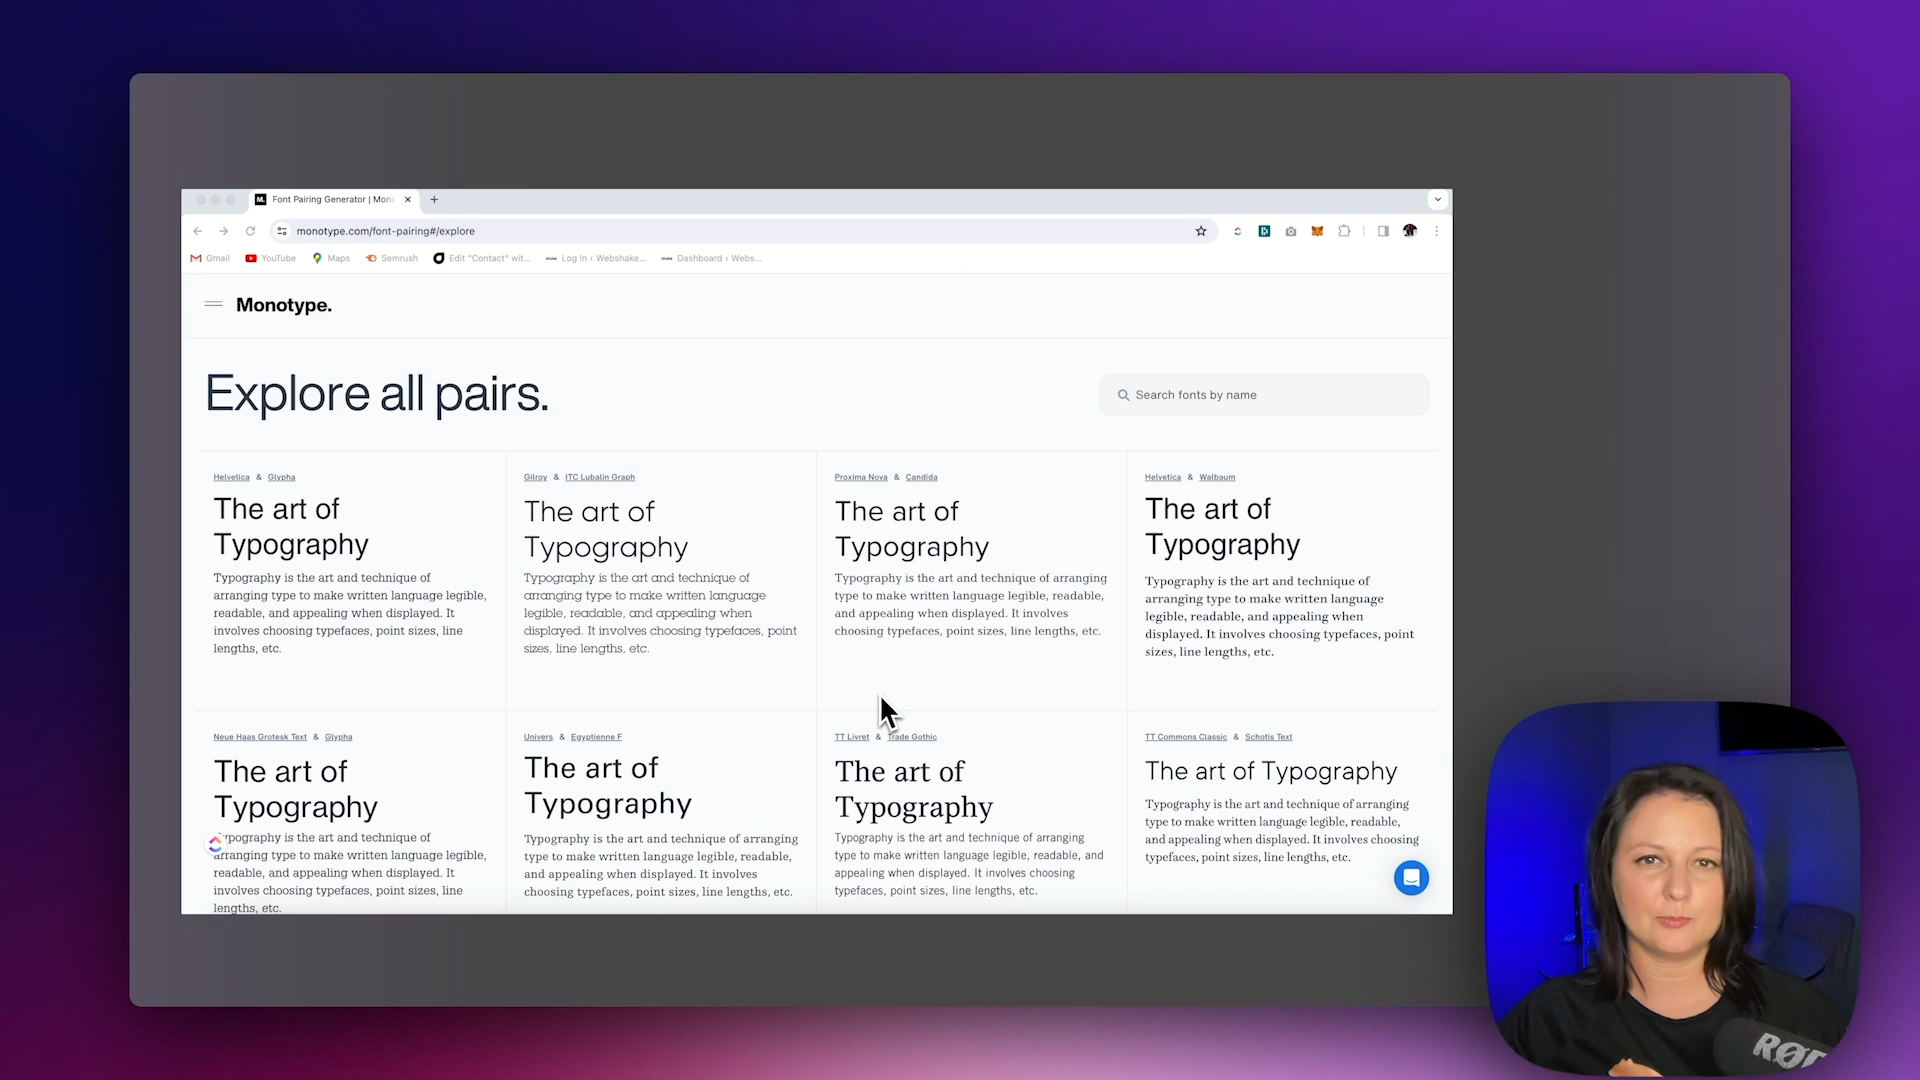 M. Font Pairing Generator | Mono
monotype.com/font-pairing#/explore
Gmail YouTube Maps Semrush Edit "Contact" wit... Log In ‹ Webshake... Dashboard ‹ Webs...
Monotype.
Explore all pairs.
Search fonts by name
Helvetica & Glypha
The art of
Typography
Typography is the art and technique of
arranging type to make written language legible,
readable, and appealing when displayed. It
involves choosing typefaces, point sizes, line
lengths, etc.
Gilroy & ITC Lubalin Graph
The art of
Typography
Typography is the art and technique of
arranging type to make written language
legible, readable, and appealing when
displayed. It involves choosing typefaces, point
sizes, line lengths, etc.
Proxima Nova & Candida
The art of
Typography
Typography is the art and technique of arranging
type to make written language legible, readable,
and appealing when displayed. It involves
choosing typefaces, point sizes, line lengths, etc.
Helvetica & Walbaum
The art of
Typography
Typography is the art and technique of
arranging type to make written language
legible, readable, and appealing when
displayed. It involves choosing typefaces, point
sizes, line lengths, etc.
Neue Haas Grotesk Text & Glypha
The art of
Typography
Typography is the art and technique of
arranging type to make written language legible,
readable, and appealing when displayed. It
involves choosing typefaces, point sizes, line
lengths, etc.
Univers & Egyptienne F
The art of
Typography
Typography is the art and technique of arranging
type to make written language legible, readable,
and appealing when displayed. It involves
choosing typefaces, point sizes, line lengths, etc.
TT Livret & Trade Gothic
The art of
Typography
Typography is the art and technique of arranging
type to make written language legible, readable, and
appealing when displayed. It involves choosing
typefaces, point sizes, line lengths, etc.
TT Commons Classic & Schotis Text
The art of Typography
Typography is the art and technique of arranging
type to make written language legible, readable,
and appealing when displayed. It involves choosing
typefaces, point sizes, line lengths, etc.
RØDE